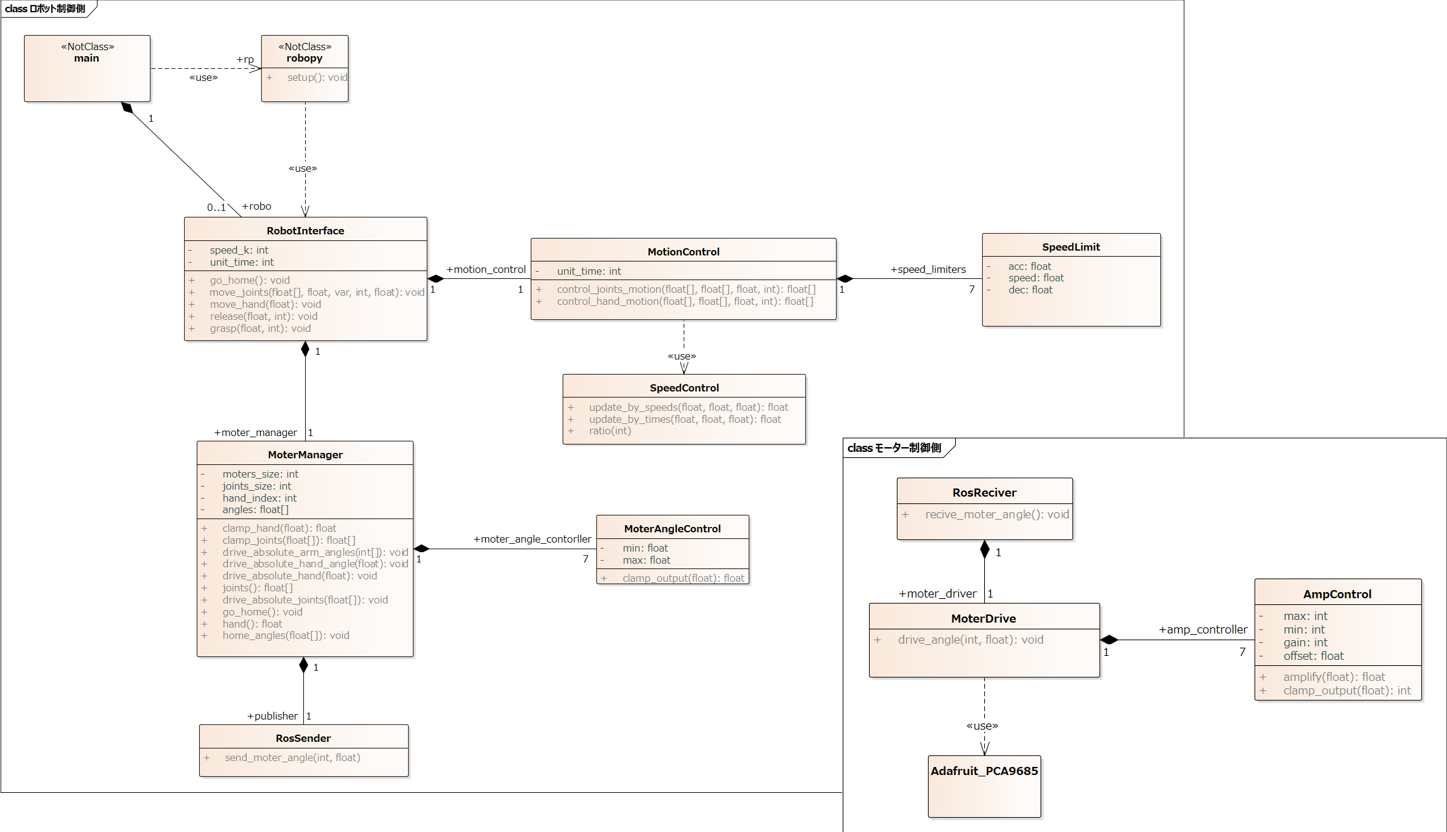 class ロボット制御側
«NotClass»
main
«use»
+rp
«NotClass»
robopy
+ setup(): void
1
0..1
+robo
«use»
RobotInterface
- speed_k: int
- unit_time: int
+ go_home(): void
+ move_joints(float[], float, var, int, float): void
+ move_hand(float): void
+ release(float, int): void
+ grasp(float, int): void
+motion_control
1
1
MotionControl
- unit_time: int
+ control_joints_motion(float[], float[], float, int): float[]
+ control_hand_motion(float[], float[], float, int): float[]
+speed_limiters
1
7
SpeedLimit
- acc: float
- speed: float
- dec: float
«use»
SpeedControl
+ update_by_speeds(float, float, float): float
+ update_by_times(float, float, float): float
+ ratio(int)
1
+moter_manager
1
MoterManager
- moters_size: int
- joints_size: int
- hand_index: int
- angles: float[]
+ clamp_hand(float): float
+ clamp_joints(float[]): float[]
+ drive_absolute_arm_angles(int[]): void
+ drive_absolute_hand_angle(float): void
+ drive_absolute_hand(float): void
+ joints(): float[]
+ drive_absolute_joints(float[]): void
+ go_home(): void
+ hand(): float
+ home_angles(float[]): void
+moter_angle_contorller
1
7
MoterAngleControl
- min: float
- max: float
+ clamp_output(float): float
1
+publisher
1
RosSender
+ send_moter_angle(int, float)
class モーター制御側
RosReciver
+ recive_moter_angle(): void
1
+moter_driver
1
MoterDrive
+ drive_angle(int, float): void
+amp_controller
1
7
AmpControl
- max: int
- min: int
- gain: int
- offset: float
+ amplify(float): float
+ clamp_output(float): int
«use»
Adafruit_PCA9685